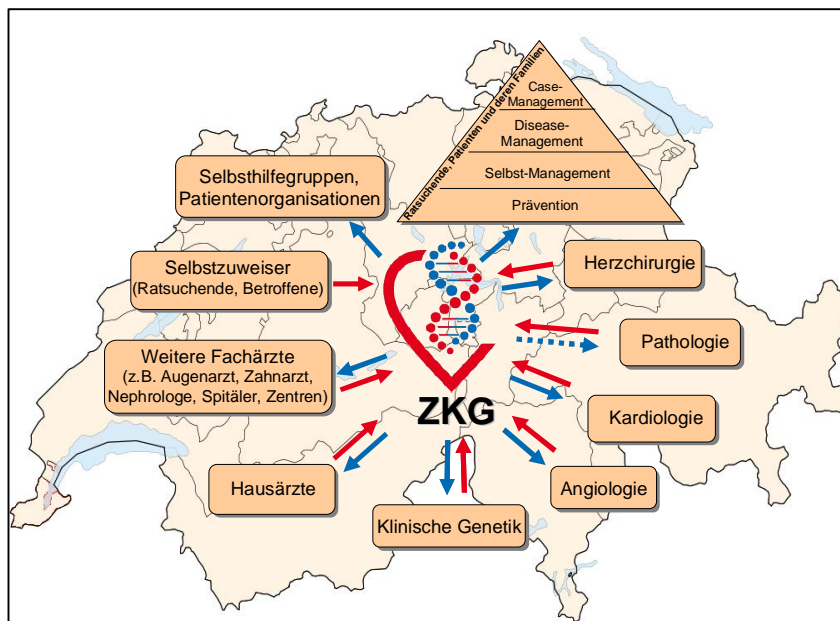 Ratsuchende, Patienten und deren Familien
Case-
Management
Disease-
Management
Selbst-Management
Prävention
Selbsthilfegruppen,
Patientenorganisationen
Selbstzuweiser
(Ratsuchende, Betroffene)
Herzchirurgie
Pathologie
Weitere Fachärzte
(z.B. Augenarzt, Zahnarzt,
Nephrologe, Spitäler, Zentren)
ZKG
Kardiologie
Hausärzte
Angiologie
Klinische Genetik